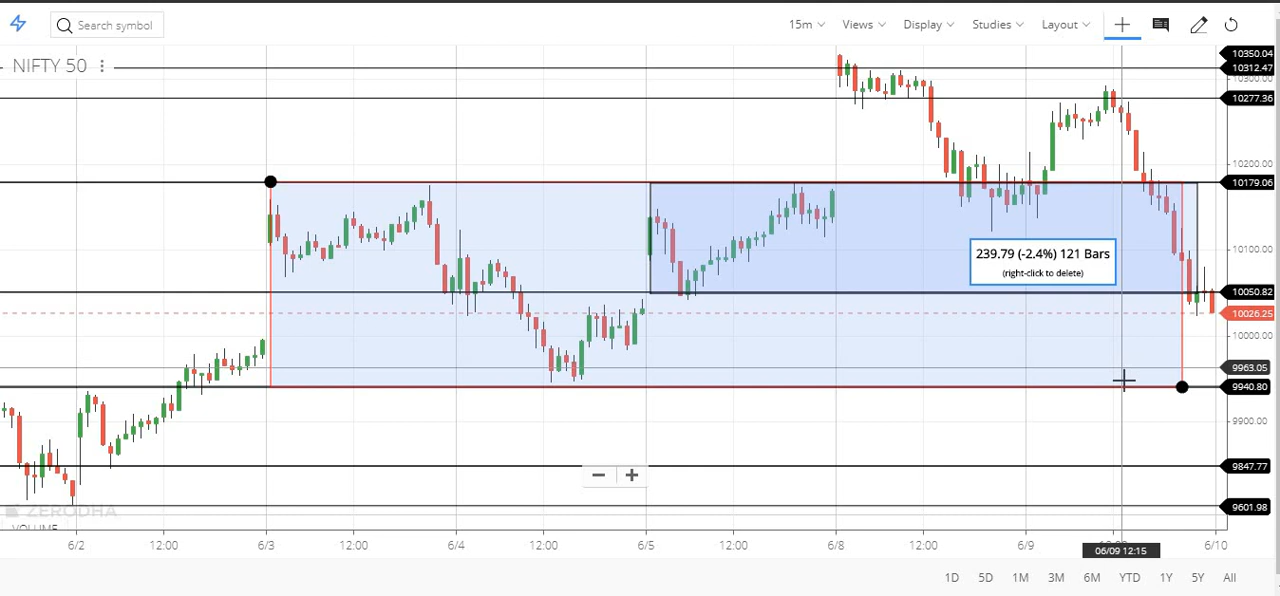 Search symbol
15m Views Display Studies Layout
NIFTY 50
10350.04
10312.47
10300.00
10277.36
10200.00
10179.06
10100.00
239.79 (-2.4%) 121 Bars
(right-click to delete)
10050.82
10026.25
10000.00
9963.05
9940.80
9900.00
9847.77
9601.98
ZERODHA
VOLUME
6/2 12:00 6/3 12:00 6/4 12:00 6/5 12:00 6/8 12:00 6/9 6/10
06/09 12:15
1D 5D 1M 3M 6M YTD 1Y 5Y All